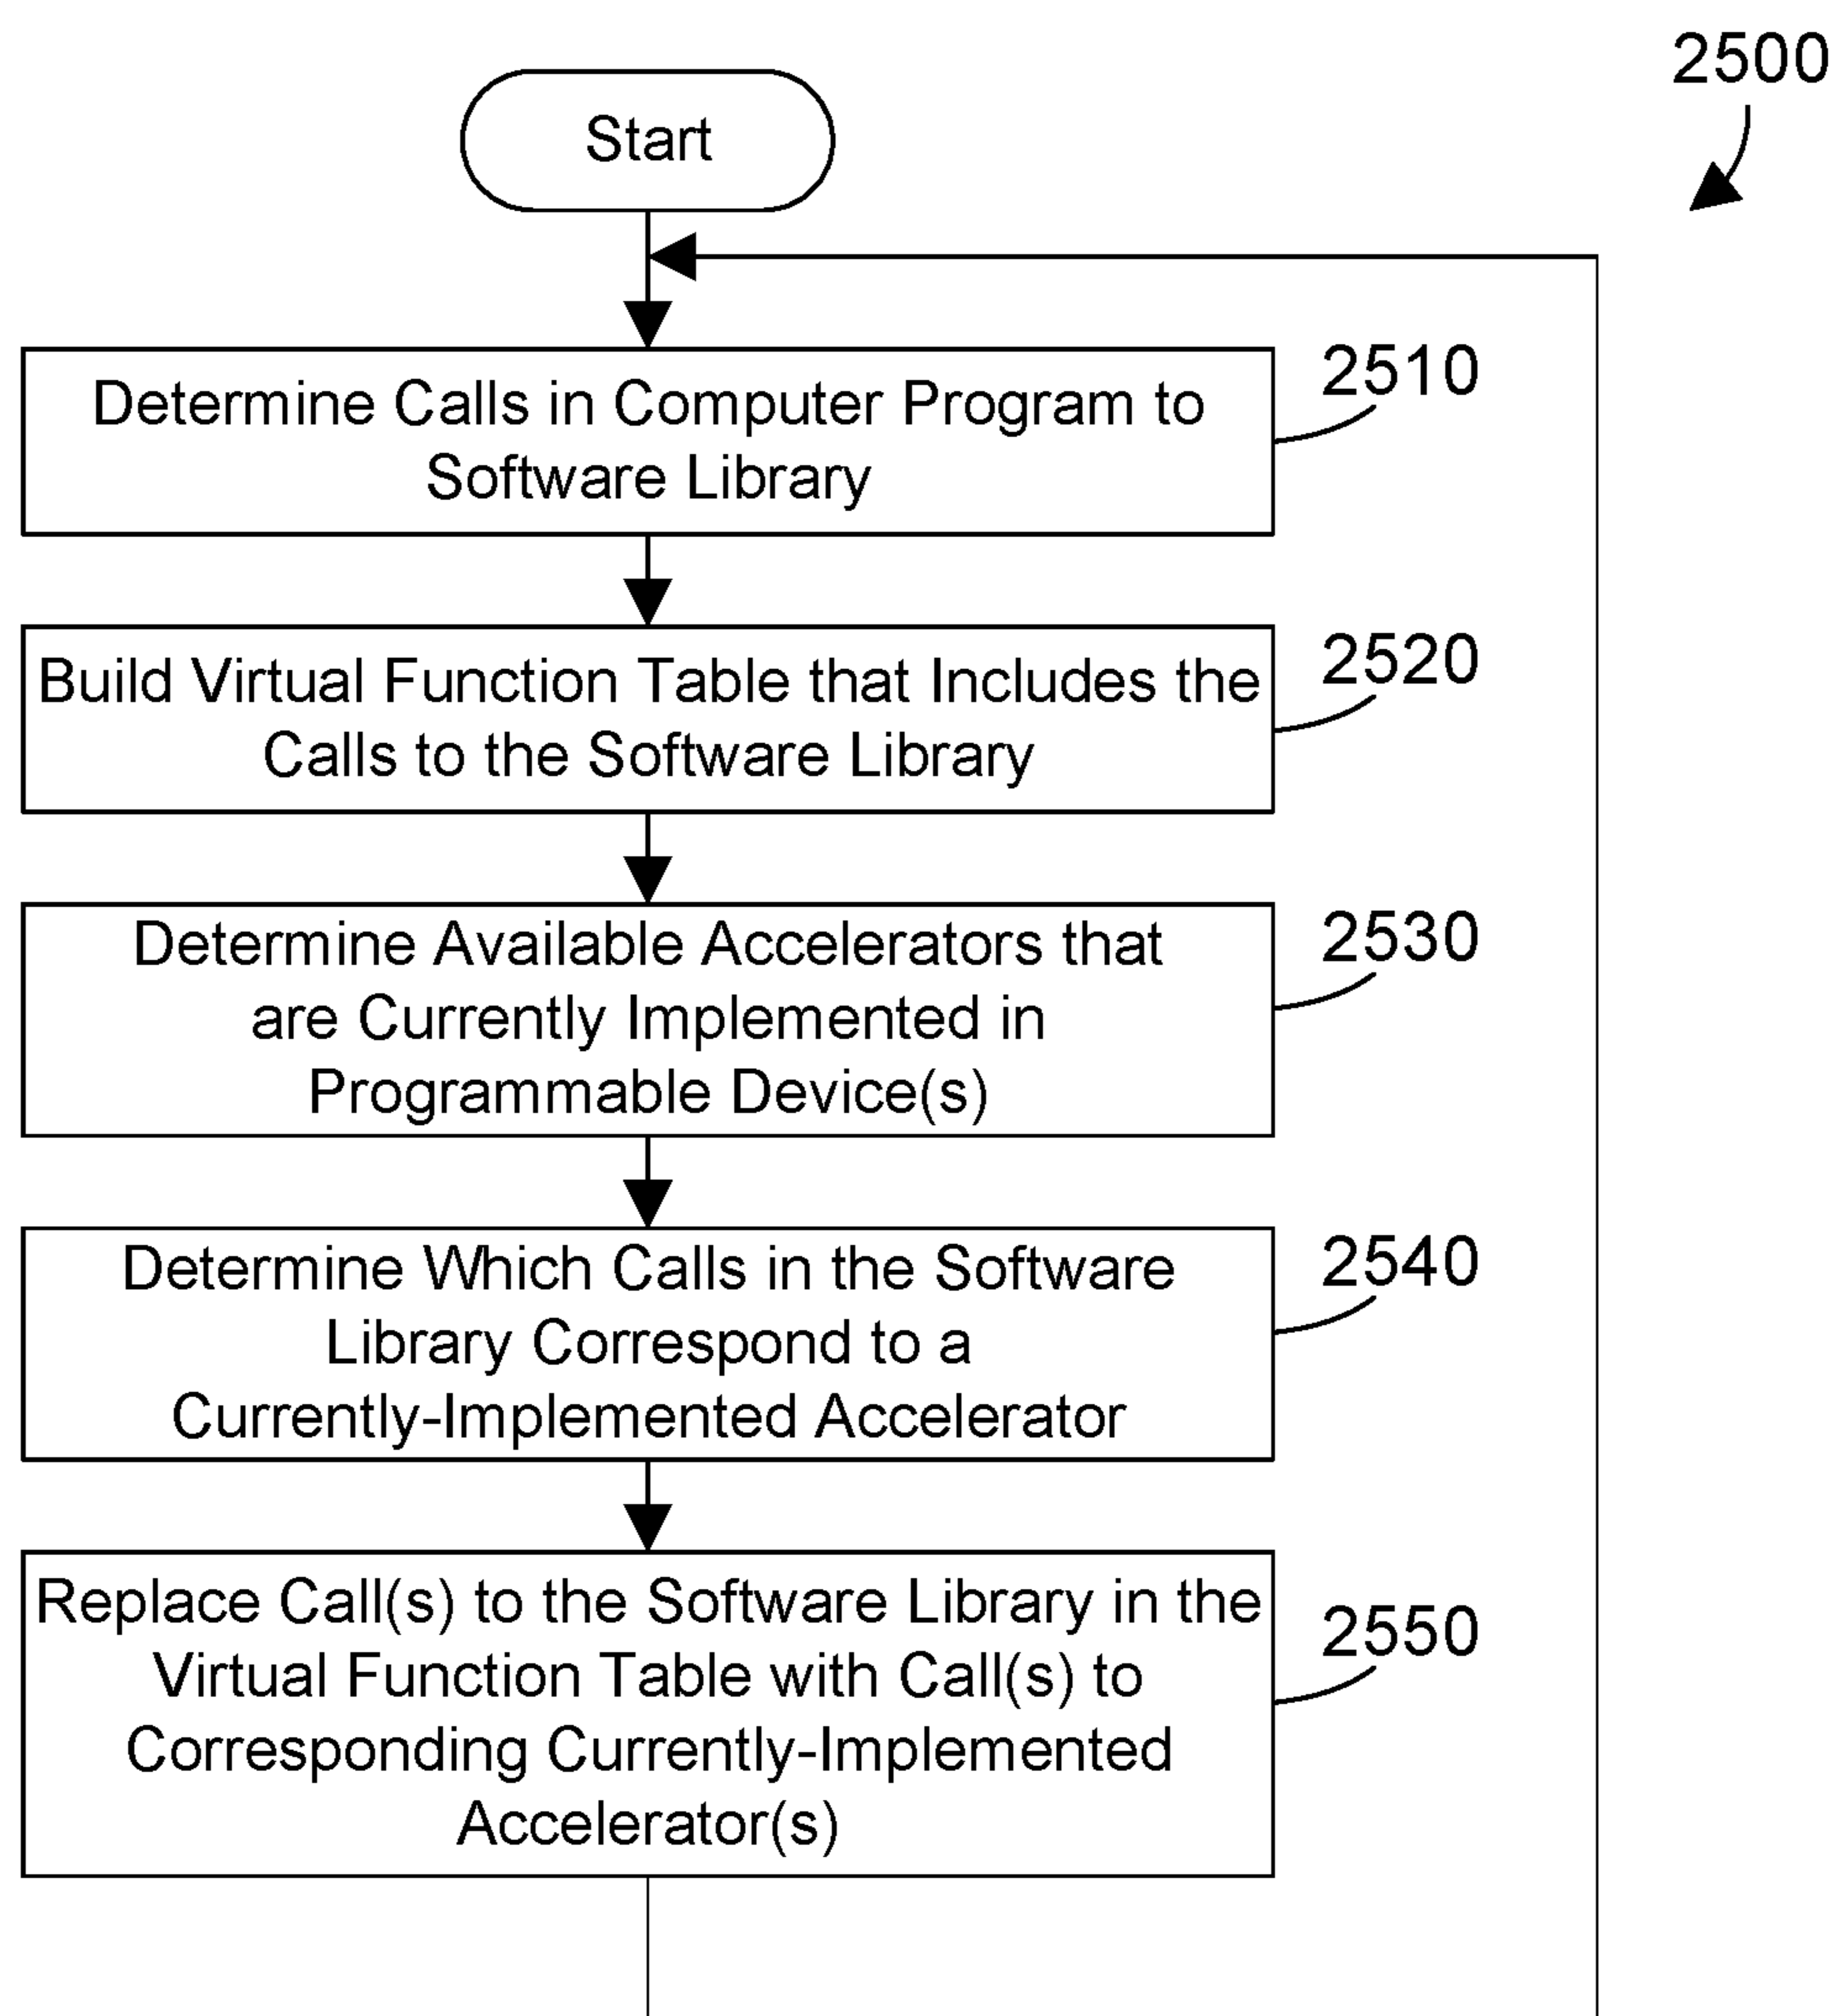 2500
Start
2510
Determine Calls in Computer Program to
Software Library
2520
Build Virtual Function Table that Includes the
Calls to the Software Library
2530
Determine Available Accelerators that
are Currently Implemented in
Programmable Device(s)
2540
Determine Which Calls in the Software
Library Correspond to a
Currently-Implemented Accelerator
2550
Replace Call(s) to the Software Library in the
Virtual Function Table with Call(s) to
Corresponding Currently-Implemented
Accelerator(s)